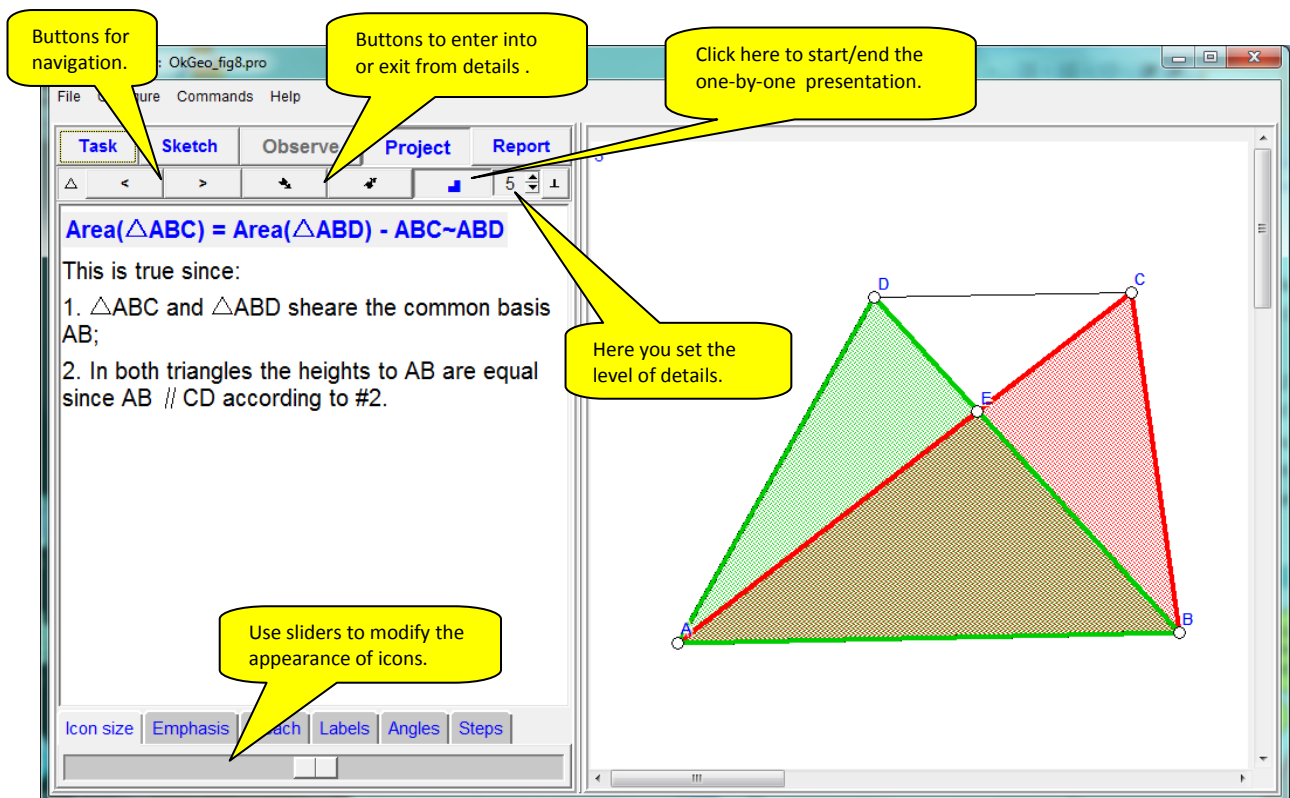 Buttons for
navigation.
Buttons to enter into
or exit from details .
Click here to start/end the
one-by-one presentation.
: OkGeo_fig8.pro
File Commands Help
Task Sketch Observe Project Report
< > 5
Area(△ABC) = Area(△ABD) - ABC~ABD
This is true since:
1. △ABC and △ABD sheare the common basis
AB;
2. In both triangles the heights to AB are equal
since AB // CD according to #2.
Here you set the
level of details.
Use sliders to modify the
appearance of icons.
Icon size Emphasis Labels Angles Steps
D
C
E
A
B